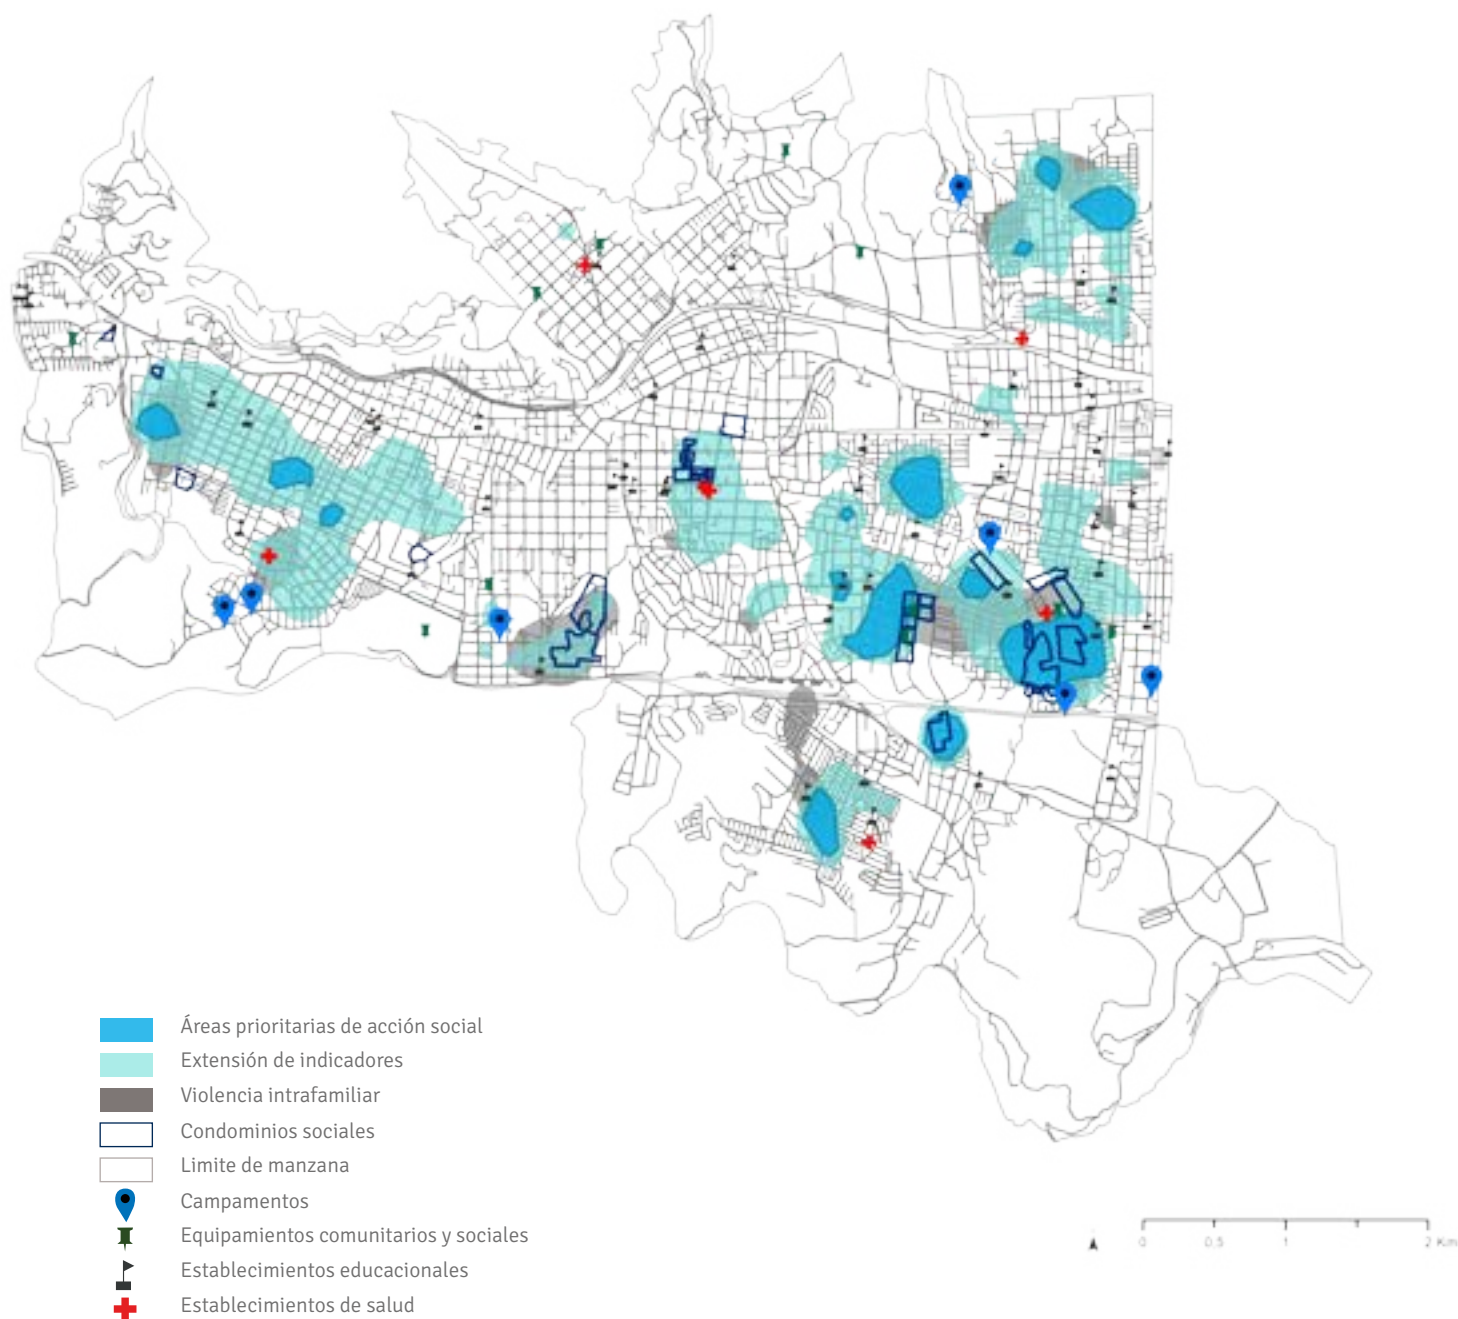 Áreas prioritarias de acción social
Extensión de indicadores
Violencia intrafamiliar
Condominios sociales
Limite de manzana
Campamentos
Equipamientos comunitarios y sociales
Establecimientos educacionales
Establecimientos de salud
0 0,5 1 2 Km